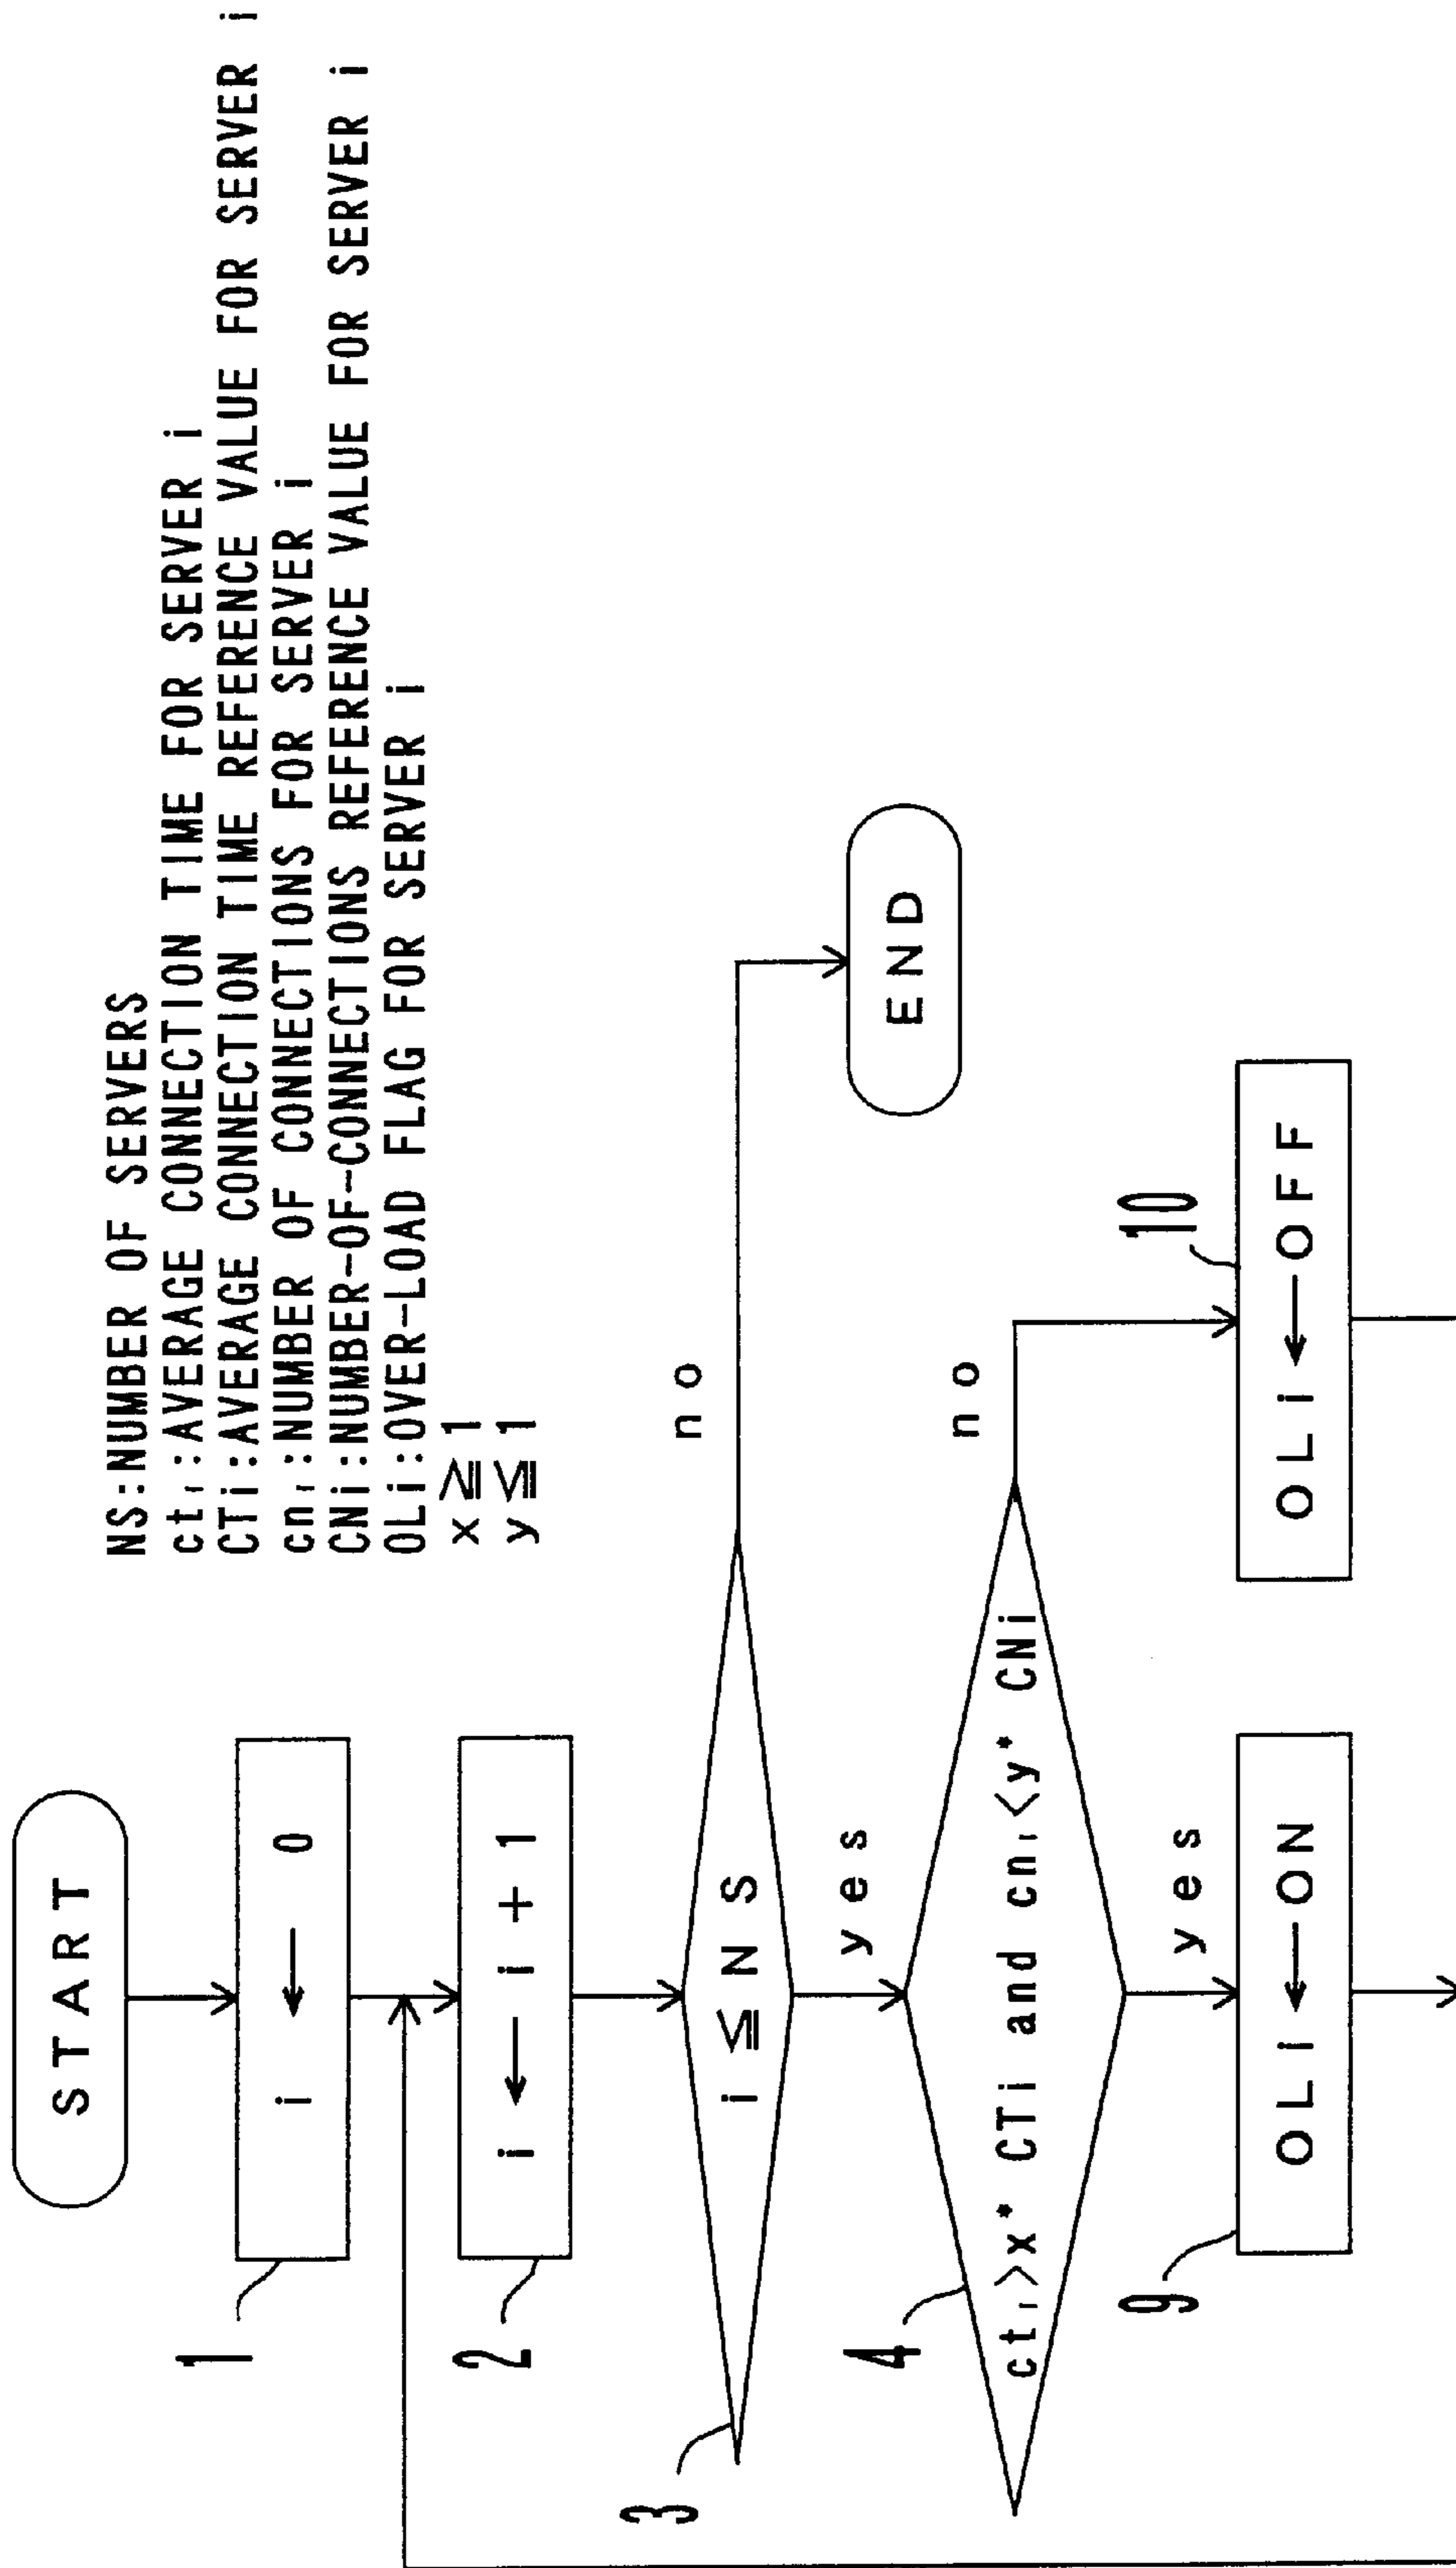 NS:NUMBER OF SERVERS
ctᵢ:AVERAGE CONNECTION TIME FOR SERVER i
CTi:AVERAGE CONNECTION TIME REFERENCE VALUE FOR SERVER i
cnᵢ:NUMBER OF CONNECTIONS FOR SERVER i
CNi:NUMBER-OF-CONNECTIONS REFERENCE VALUE FOR SERVER i
OLi:OVER-LOAD FLAG FOR SERVER i
x≧1
y≦1
START
1
i ← 0
2
i ← i + 1
3
i ≦ NS
no
END
yes
4
ctᵢ>x* CTi and cnᵢ<y* CNi
no
yes
9
OLi ← ON
10
OLi ← OFF